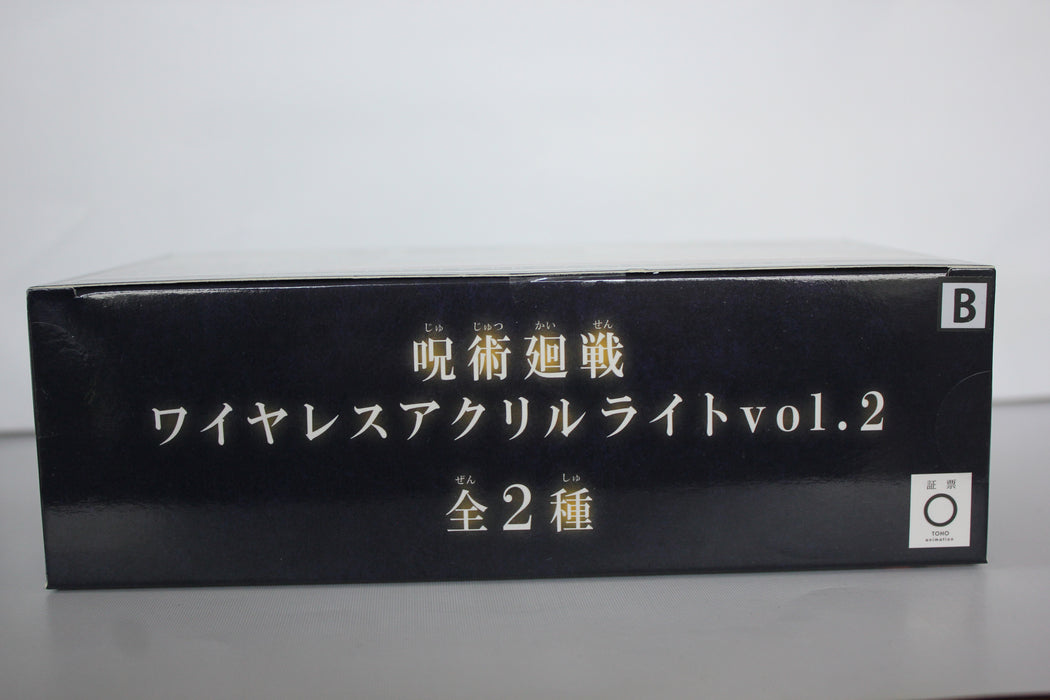 B
じゅ じゅつ かい せん
呪術廻戦
ワイヤレスアクリルライトvol.2
ぜん しゅ
全2種
証票
TOHO
animation